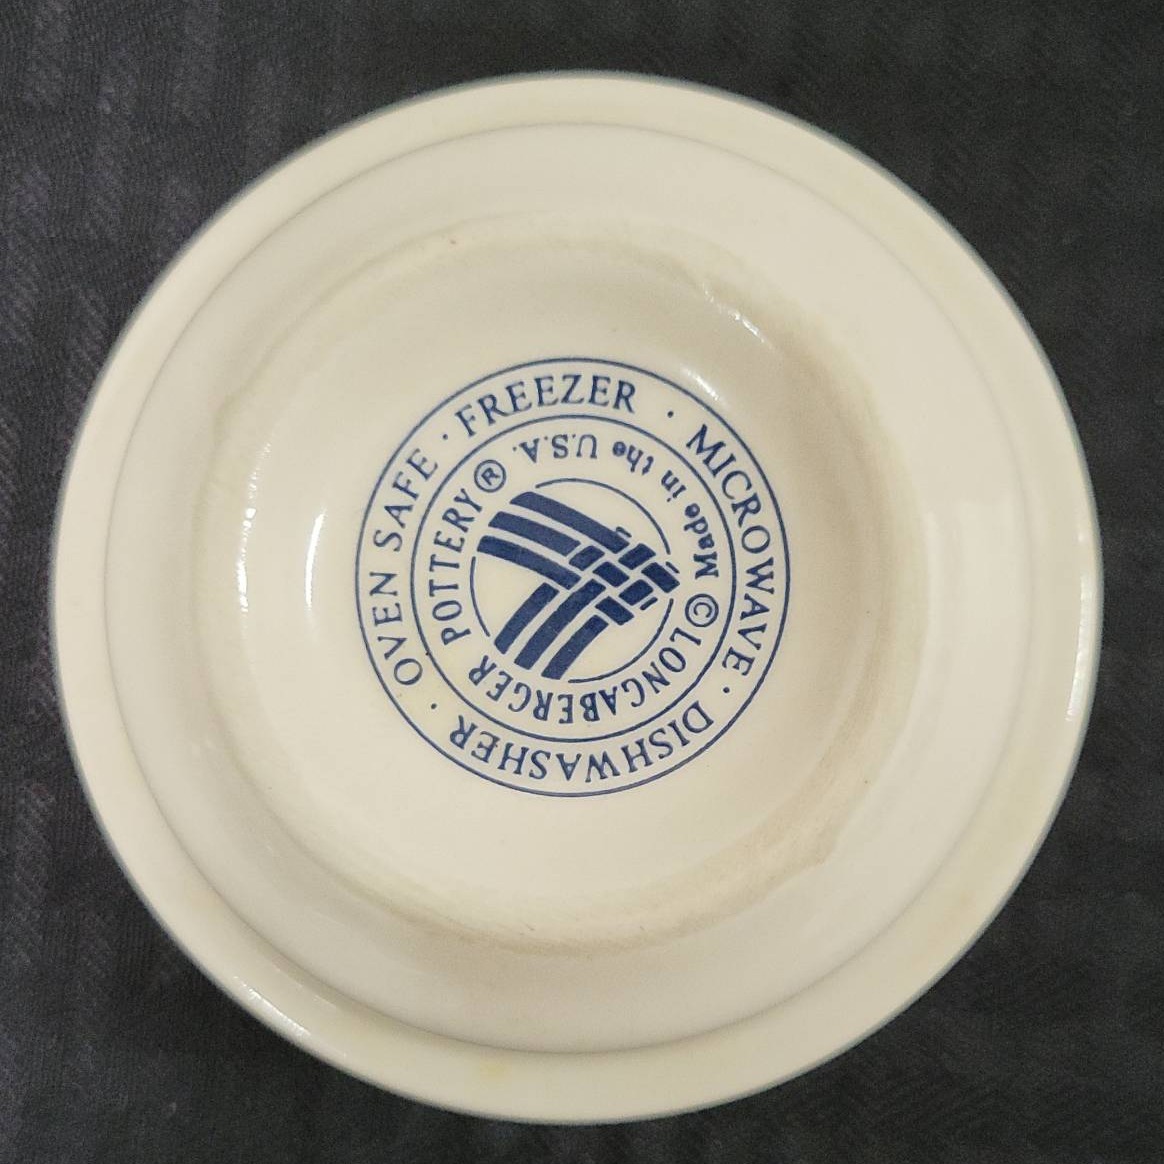 OVEN SAFE · FREEZER · MICROWAVE · DISHWASHER ·
© LONGABERGER POTTERY ®
Made in the U.S.A.